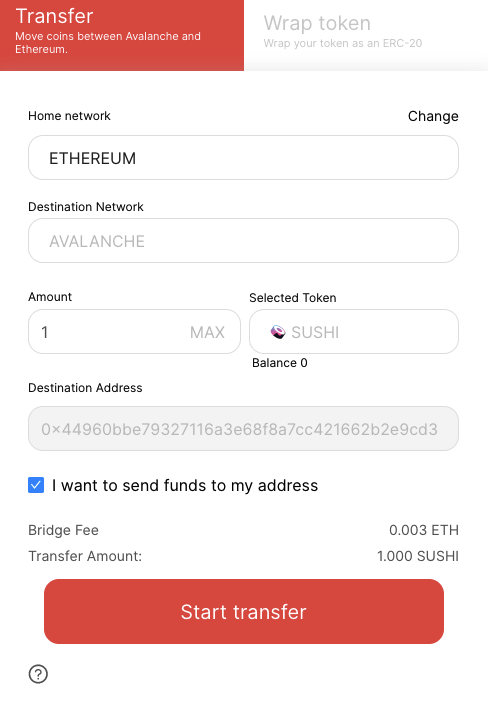 Transfer
Move coins between Avalanche and
Ethereum.
Wrap token
Wrap your token as an ERC-20
Home network
Change
ETHEREUM
Destination Network
AVALANCHE
Amount
Selected Token
1 MAX
SUSHI
Balance 0
Destination Address
0x44960bbe79327116a3e68f8a7cc421662b2e9cd3
I want to send funds to my address
Bridge Fee 0.003 ETH
Transfer Amount: 1.000 SUSHI
Start transfer
?